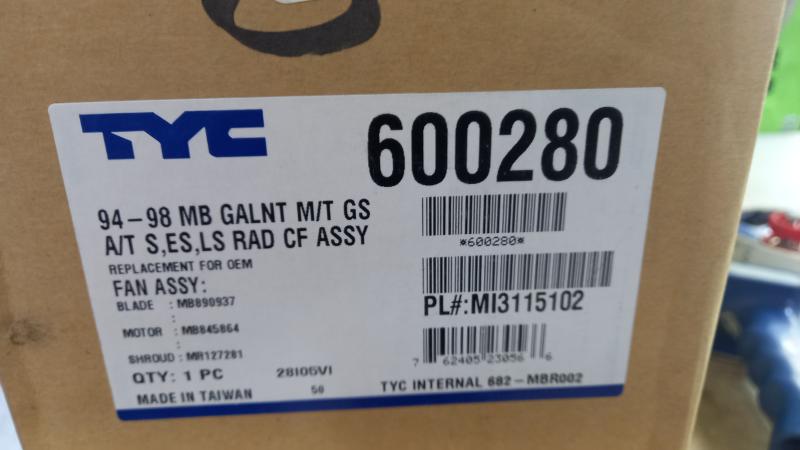 TYC
600280
94-98 MB GALNT M/T GS
A/T S,ES,LS RAD CF ASSY
*600280*
REPLACEMENT FOR OEM
FAN ASSY:
BLADE : MB890937
:
PL#:MI3115102
MOTOR : MB845864
:
SHROUD : MR127281
7 62405 23056 6
QTY: 1 PC 28I05V1
TYC INTERNAL 682-MBR002
MADE IN TAIWAN 50